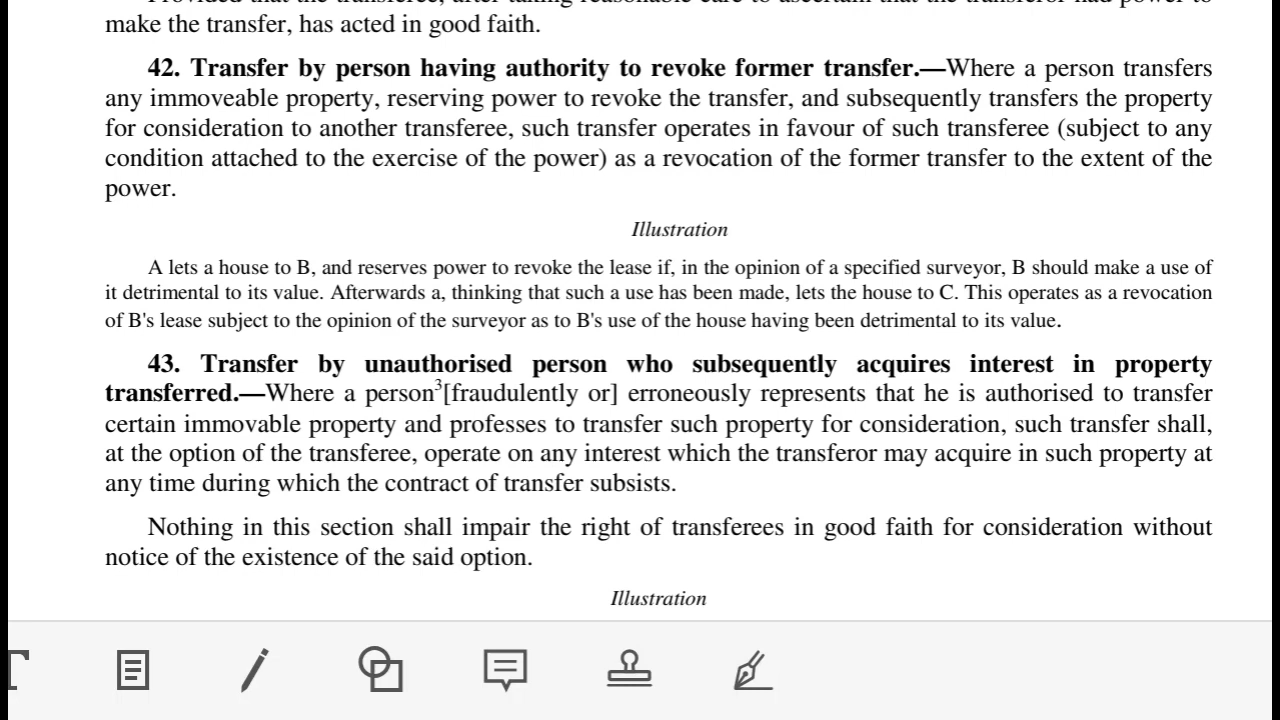 make the transfer, has acted in good faith.
42. Transfer by person having authority to revoke former transfer.—Where a person transfers
any immoveable property, reserving power to revoke the transfer, and subsequently transfers the property
for consideration to another transferee, such transfer operates in favour of such transferee (subject to any
condition attached to the exercise of the power) as a revocation of the former transfer to the extent of the
power.
Illustration
A lets a house to B, and reserves power to revoke the lease if, in the opinion of a specified surveyor, B should make a use of
it detrimental to its value. Afterwards a, thinking that such a use has been made, lets the house to C. This operates as a revocation
of B's lease subject to the opinion of the surveyor as to B's use of the house having been detrimental to its value.
43. Transfer by unauthorised person who subsequently acquires interest in property
transferred.—Where a person3[fraudulently or] erroneously represents that he is authorised to transfer
certain immovable property and professes to transfer such property for consideration, such transfer shall,
at the option of the transferee, operate on any interest which the transferor may acquire in such property at
any time during which the contract of transfer subsists.
Nothing in this section shall impair the right of transferees in good faith for consideration without
notice of the existence of the said option.
Illustration